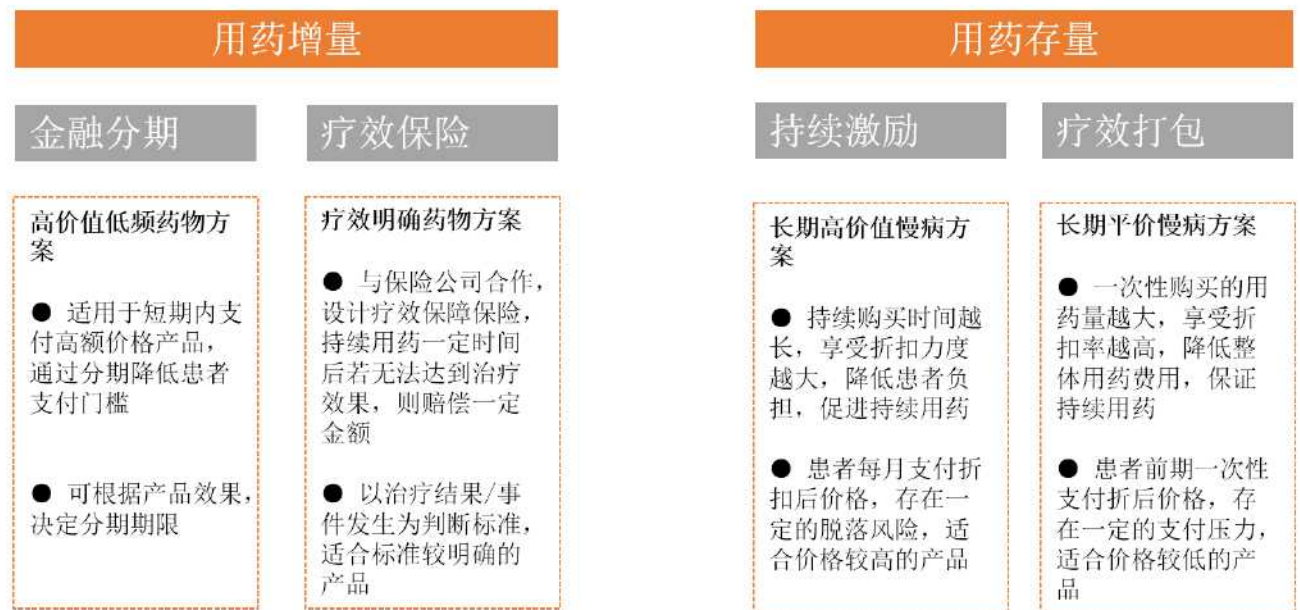 用药增量
用药存量
金融分期
疗效保险
持续激励
疗效打包
高价值低频药物方
案
● 适用于短期内支
付高额价格产品，
通过分期降低患者
支付门槛
● 可根据产品效果，
决定分期期限
疗效明确药物方案
● 与保险公司合作，
设计疗效保障保险，
持续用药一定时间
后若无法达到治疗
效果，则赔偿一定
金额
● 以治疗结果/事
件发生为判断标准，
适合标准较明确的
产品
长期高价值慢病方
案
● 持续购买时间越
长，享受折扣力度
越大，降低患者负
担，促进持续用药
● 患者每月支付折
扣后价格，存在一
定的脱落风险，适
合价格较高的产品
长期平价慢病方案
● 一次性购买的用
药量越大，享受折
扣率越高，降低整
体用药费用，保证
持续用药
● 患者前期一次性
支付折后价格，存
在一定的支付压力，
适合价格较低的产
品